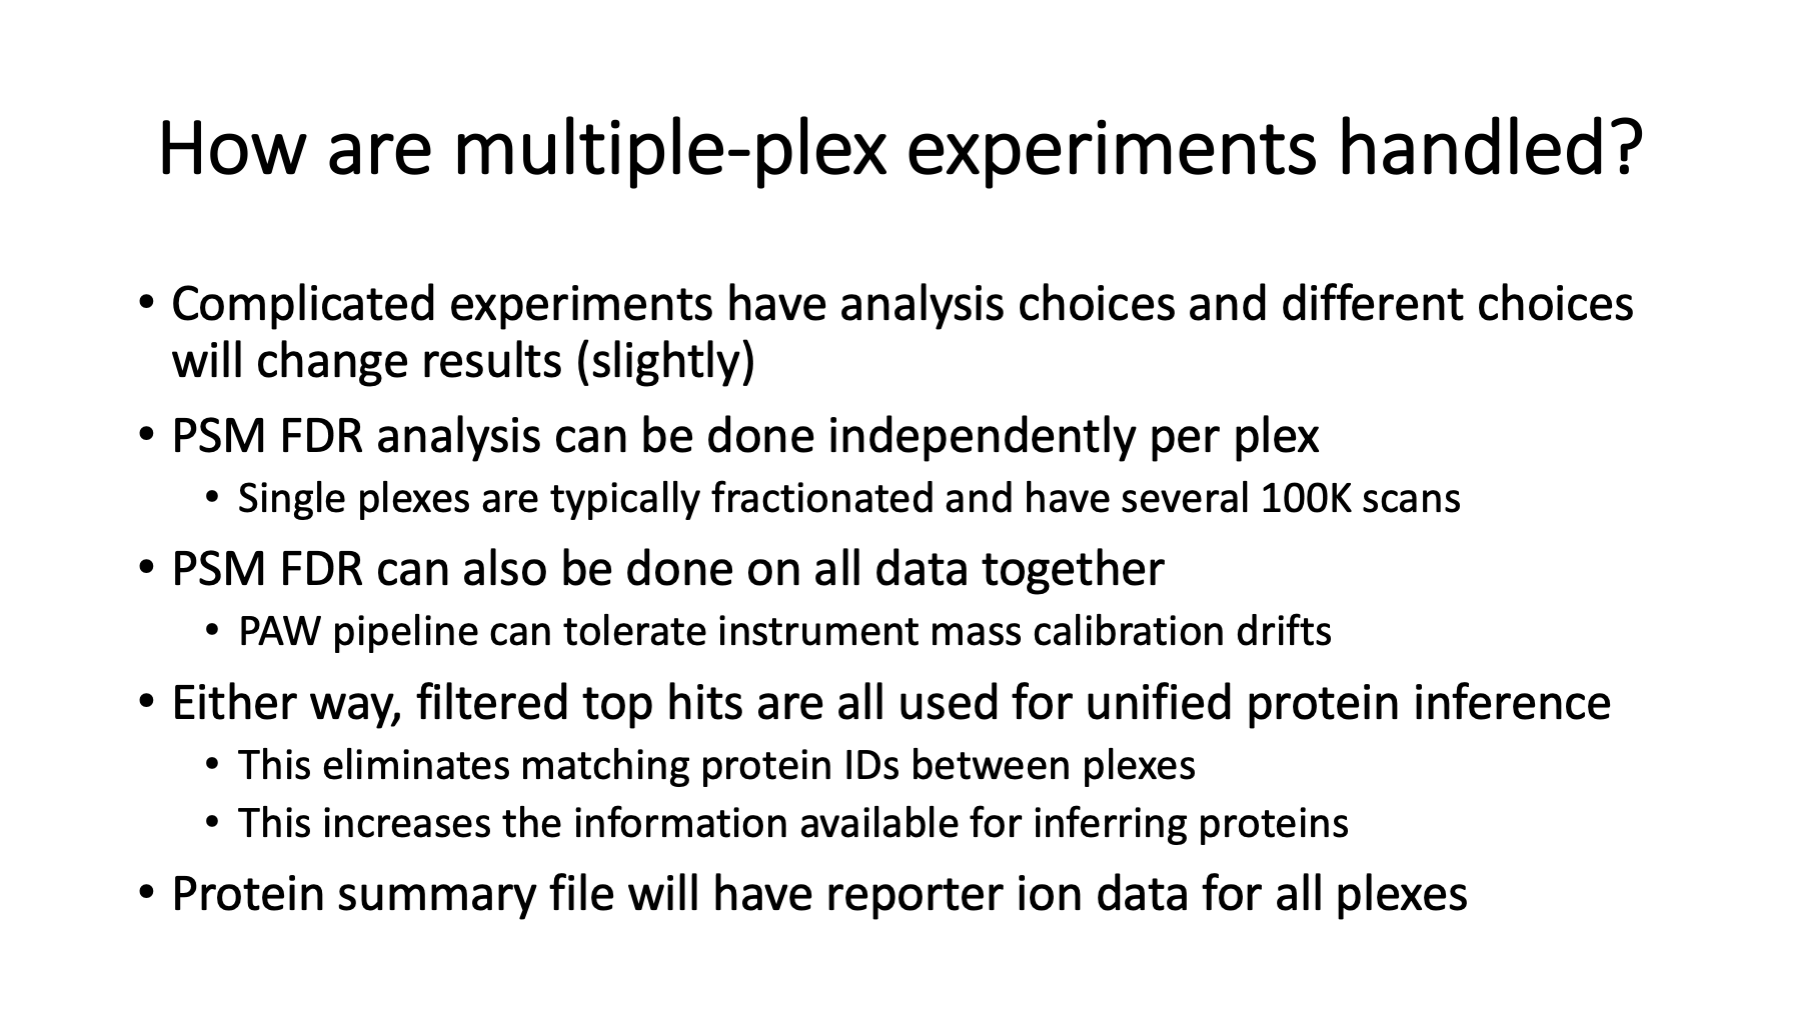 How are multiple-plex experiments handled?
• Complicated experiments have analysis choices and different choices
will change results (slightly)
• PSM FDR analysis can be done independently per plex
• Single plexes are typically fractionated and have several 100K scans
• PSM FDR can also be done on all data together
• PAW pipeline can tolerate instrument mass calibration drifts
• Either way, filtered top hits are all used for unified protein inference
• This eliminates matching protein IDs between plexes
• This increases the information available for inferring proteins
• Protein summary file will have reporter ion data for all plexes